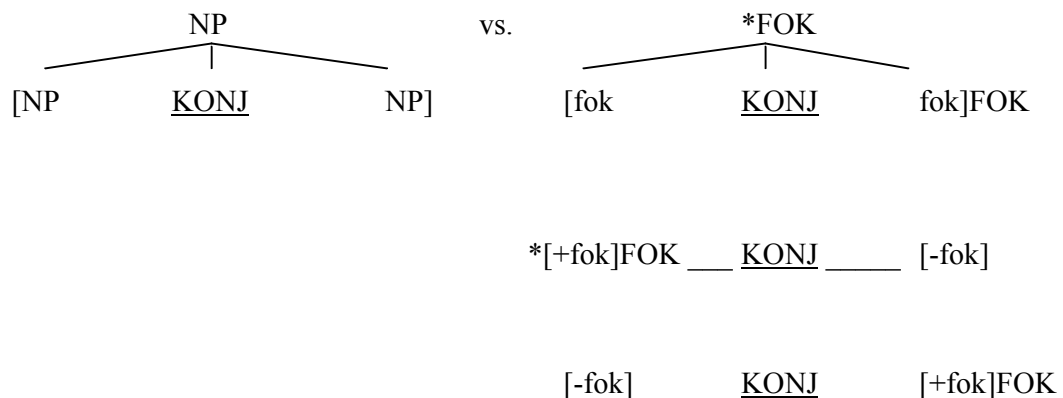 NP vs. *FOK
[NP KONJ NP] [fok KONJ fok]FOK
*[+fok]FOK ___ KONJ _____ [-fok]
[-fok] KONJ [+fok]FOK